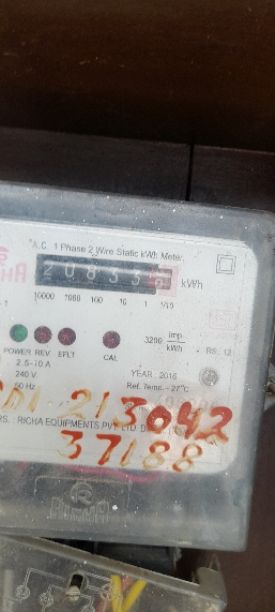 A.C. 1 Phase 2 Wire Static kWh Meter
20833 kWh
10000 1000 100 10 1 1/10
POWER REV. EFLT CAL
3200 imp/kWh
2.5-10 A
240 V
50 Hz
YEARː 2016
Ref. Temp.-27°C
213042
RICHA EQUIPMENTS PVT. LTD.
37188